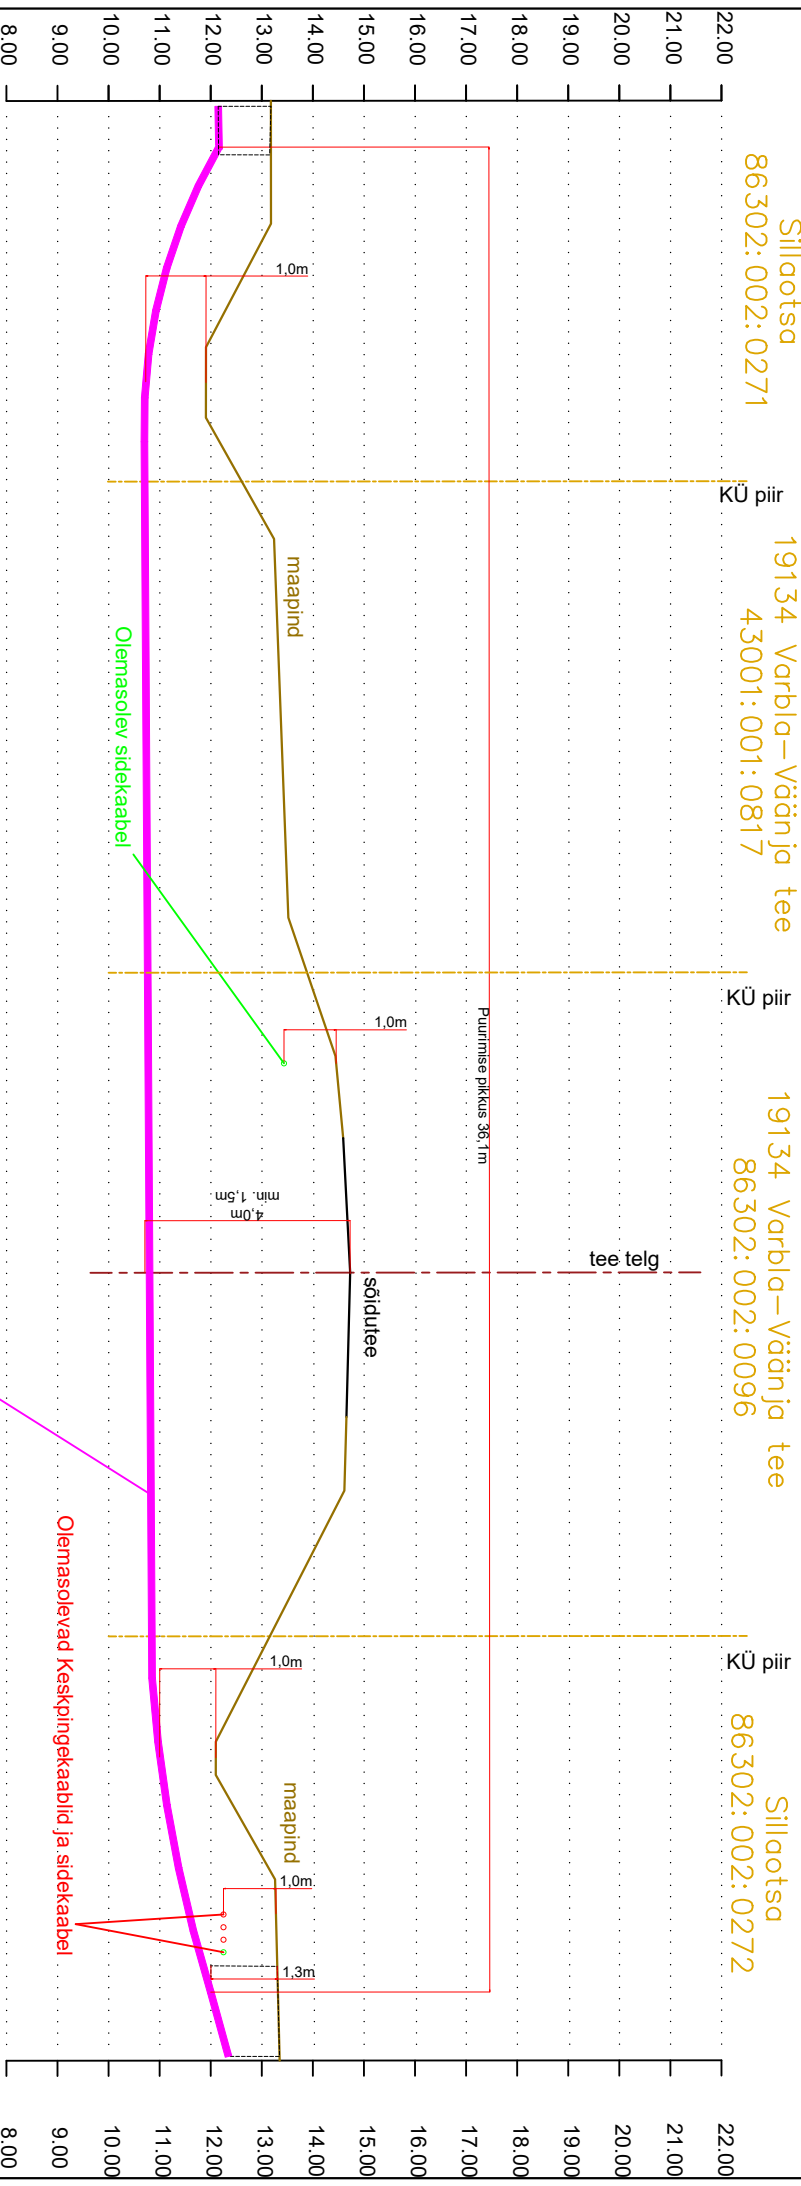 22.00
21.00
20.00
19.00
18.00
17.00
16.00
15.00
14.00
13.00
12.00
11.00
10.00
9.00
8.00
Sillaotsa
86302:002:0271
KÜ piir
19134 Varbla-Väänja tee
43001:001:0817
KÜ piir
19134 Varbla-Väänja tee
86302:002:0096
KÜ piir
Sillaotsa
86302:002:0272
tee telg
Puurimise pikkus 36,1m
1,0m
maapind
Olemasolev sidekaabel
1,0m
4,0m
min. 1,5m
sõidutee
1,0m
maapind
1,0m
1,3m
Olemasolevad Keskpingekaablid ja sidekaabel
22.00
21.00
20.00
19.00
18.00
17.00
16.00
15.00
14.00
13.00
12.00
11.00
10.00
9.00
8.00